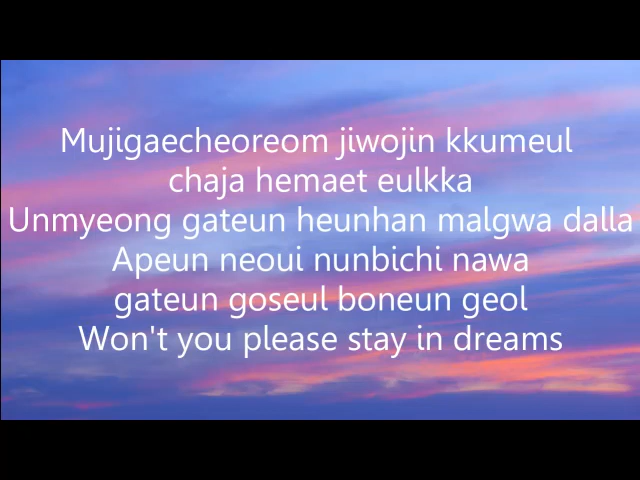 Mujigaecheoreom jiwojin kkumeul
chaja hemaet eulkka
Unmyeong gateun heunhan malgwa dalla
Apeun neoui nunbichi nawa
gateun goseul boneun geol
Won't you please stay in dreams